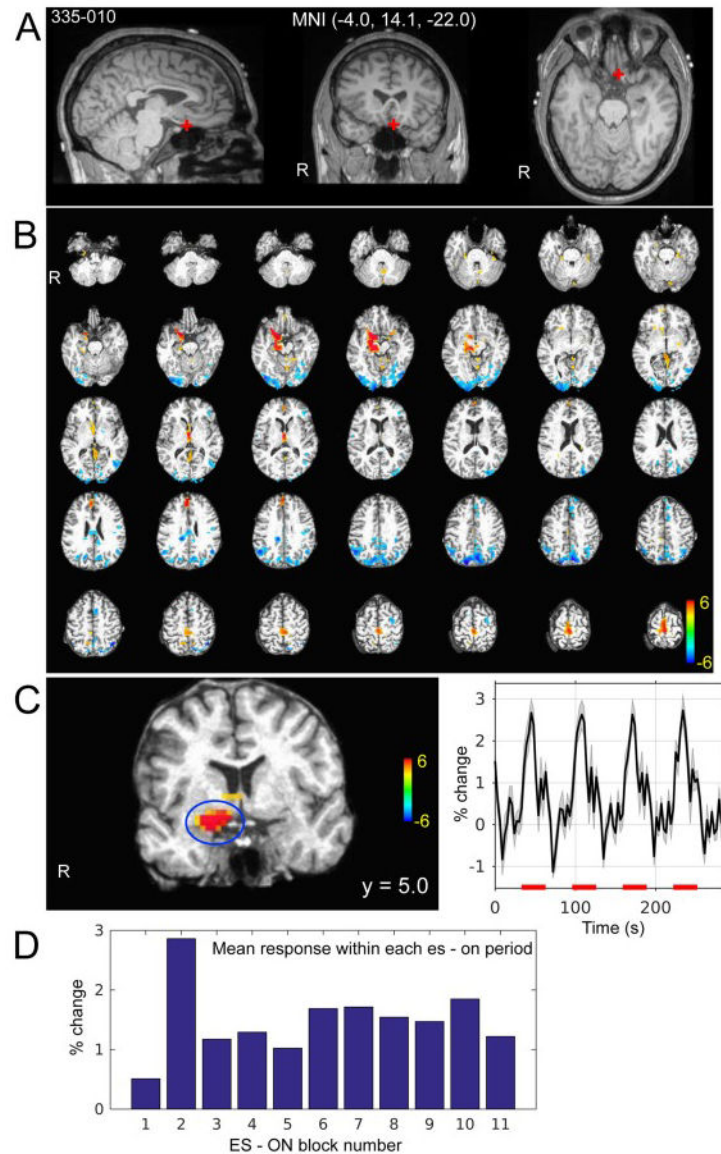 A
335-010
MNI (-4.0, 14.1, -22.0)
R
R
B
R
6
-6
C
6
-6
R
y = 5.0
% change
3
2
1
0
-1
0
100
200
Time (s)
D
Mean response within each es - on period
% change
3
2
1
0
1 2 3 4 5 6 7 8 9 10 11
ES - ON block number